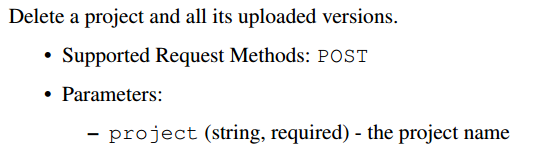 Delete a project and all its uploaded versions.
• Supported Request Methods: POST
• Parameters:
– project (string, required) - the project name